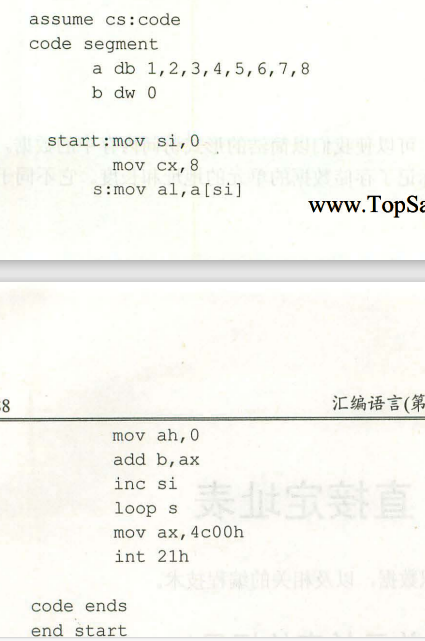 assume cs:code
code segment
a db 1,2,3,4,5,6,7,8
b dw 0
start:mov si,0
mov cx,8
s:mov al,a[si]
www.TopSa
8
汇编语言(第
mov ah,0
add b,ax
inc si
loop s
mov ax,4c00h
int 21h
code ends
end start